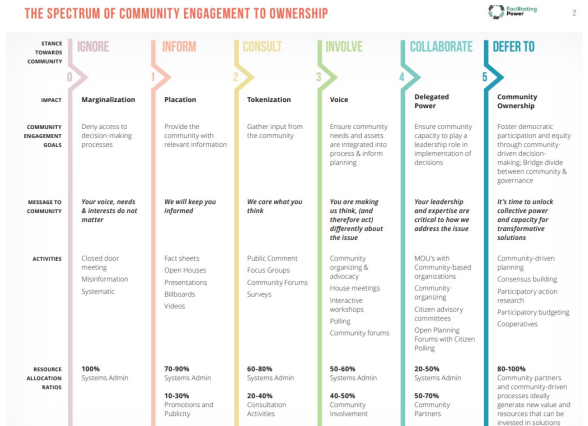 THE SPECTRUM OF COMMUNITY ENGAGEMENT TO OWNERSHIP
Facilitating
Power
2
STANCE
TOWARDS
COMMUNITY
IGNORE
INFORM
CONSULT
INVOLVE
COLLABORATE
DEFER TO
0
1
2
3
4
5
IMPACT
Marginalization
Placation
Tokenization
Voice
Delegated
Power
Community
Ownership
COMMUNITY
ENGAGEMENT
GOALS
Deny access to
decision-making
processes
Provide the
community with
relevant information
Gather input from
the community
Ensure community
needs and assets
are integrated into
process & inform
planning
Ensure community
capacity to play a
leadership role in
implementation of
decisions
Foster democratic
participation and equity
through community-
driven decision-
making; Bridge divide
between community &
governance
MESSAGE TO
COMMUNITY
Your voice, needs
& interests do not
matter
We will keep you
informed
We care what you
think
You are making
us think, (and
therefore act)
differently about
the issue
Your leadership
and expertise are
critical to how we
address the issue
It's time to unlock
collective power
and capacity for
transformative
solutions
ACTIVITIES
Closed door
meeting
Misinformation
Systematic
Fact sheets
Open Houses
Presentations
Billboards
Videos
Public Comment
Focus Groups
Community Forums
Surveys
Community
organizing &
advocacy
House meetings
Interactive
workshops
Polling
Community forums
MOU's with
Community-based
organizations
Community
organizing
Citizen advisory
committees
Open Planning
Forums with Citizen
Polling
Community-driven
planning
Consensus building
Participatory action
research
Participatory budgeting
Cooperatives
RESOURCE
ALLOCATION
RATIOS
100%
Systems Admin
70-90%
Systems Admin
10-30%
Promotions and
Publicity
60-80%
Systems Admin
20-40%
Consultation
Activities
50-60%
Systems Admin
40-50%
Community
Involvement
20-50%
Systems Admin
50-70%
Community
Partners
80-100%
Community partners
and community-driven
processes ideally
generate new value and
resources that can be
invested in solutions